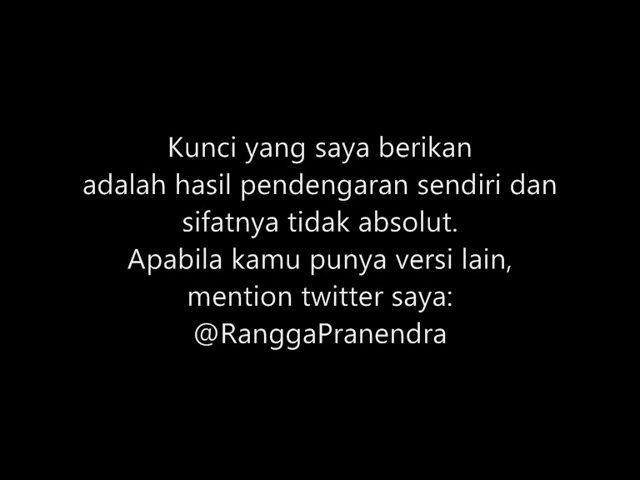 Kunci yang saya berikan
adalah hasil pendengaran sendiri dan
sifatnya tidak absolut.
Apabila kamu punya versi lain,
mention twitter saya:
@RanggaPranendra